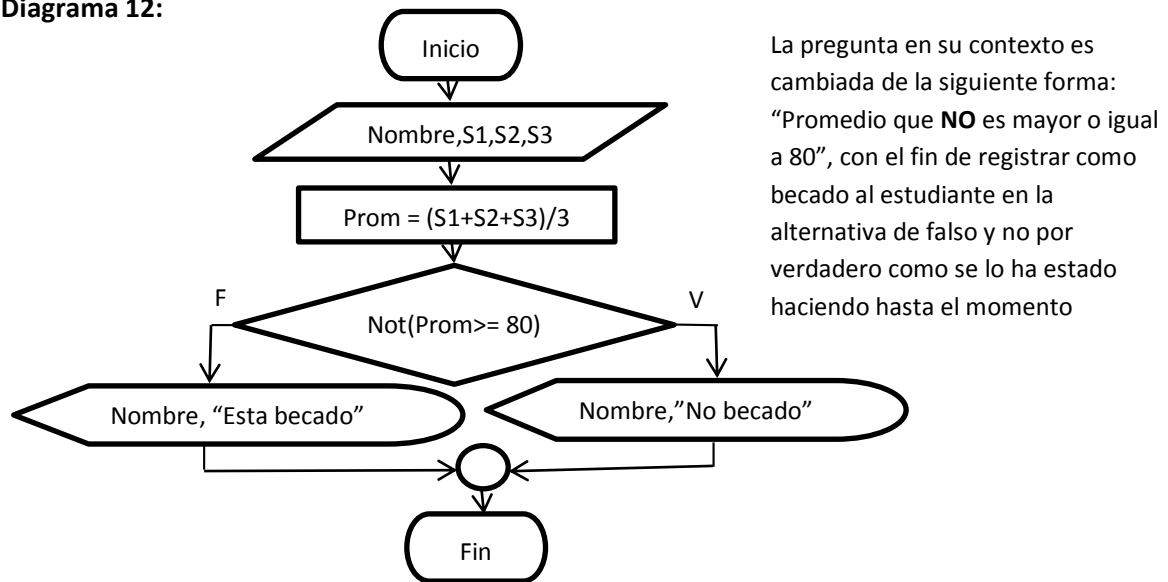 Diagrama 12:
Inicio
Nombre,S1,S2,S3
Prom = (S1+S2+S3)/3
Not(Prom>= 80)
F
V
Nombre, “Esta becado”
Nombre,”No becado”
Fin
La pregunta en su contexto es
cambiada de la siguiente forma:
“Promedio que NO es mayor o igual
a 80”, con el fin de registrar como
becado al estudiante en la
alternativa de falso y no por
verdadero como se lo ha estado
haciendo hasta el momento